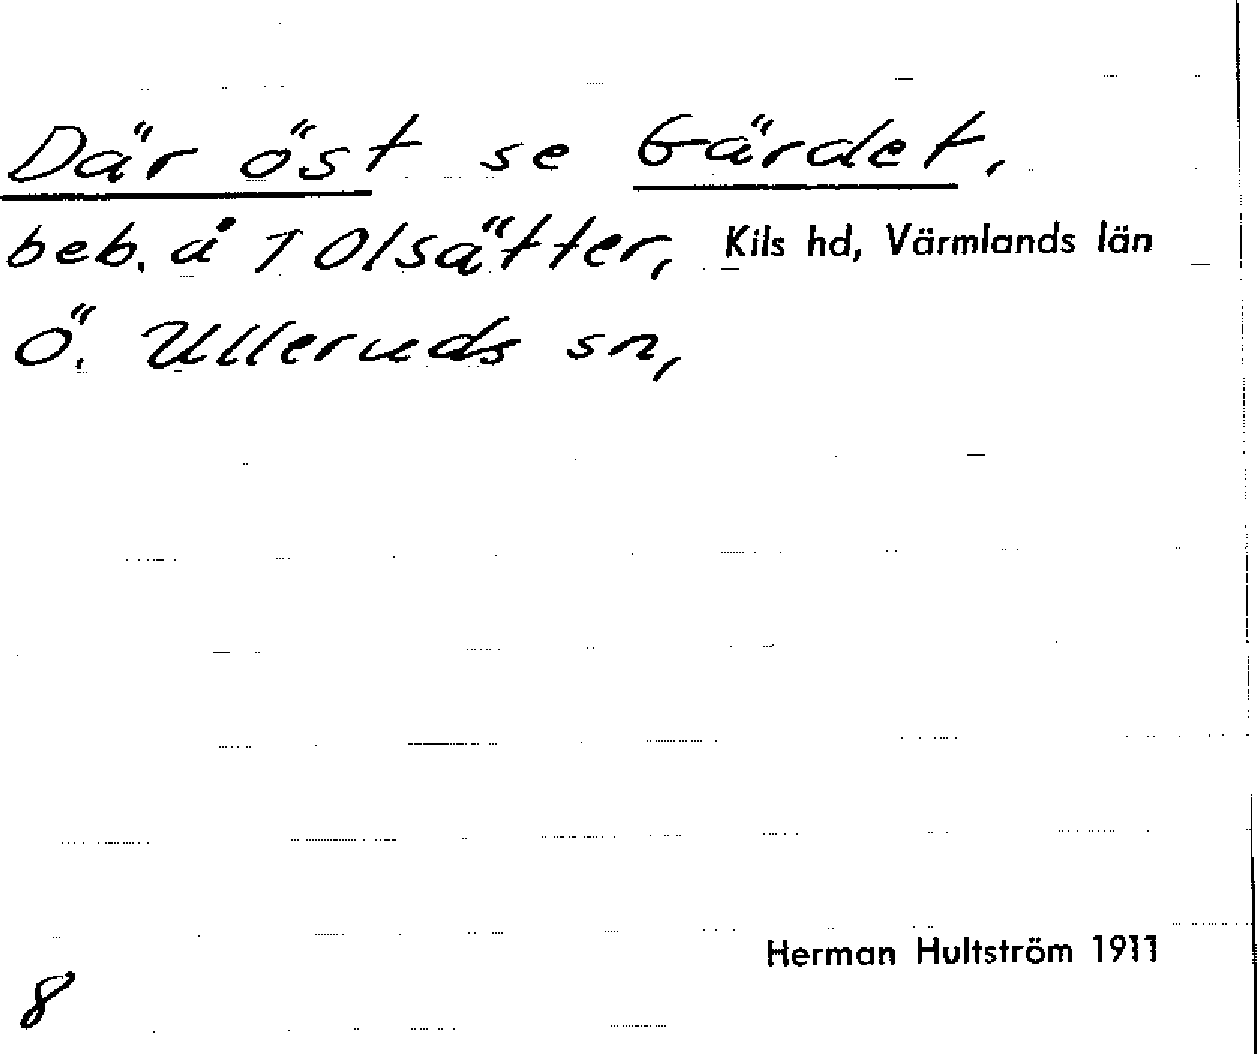 Där öst se Gärdet,
beb. å 1 Olsätter, Kils hd, Värmlands län
Ö. Ulleruds sn,
Herman Hultström 1911
8